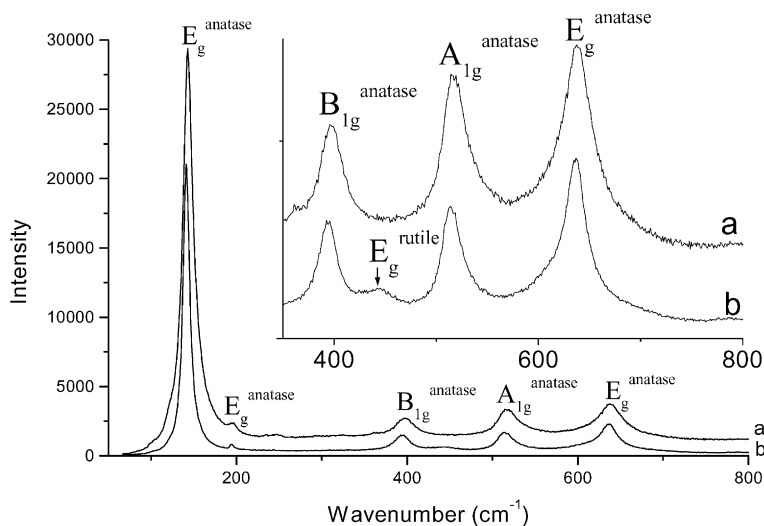 E_g anatase
E_g anatase
A_1g anatase
B_1g anatase
E_g rutile
a
b
400
600
800
30000
25000
20000
15000
10000
5000
0
Intensity
E_g anatase
B_1g anatase
A_1g anatase
E_g anatase
a
b
200
400
600
800
Wavenumber (cm⁻¹)